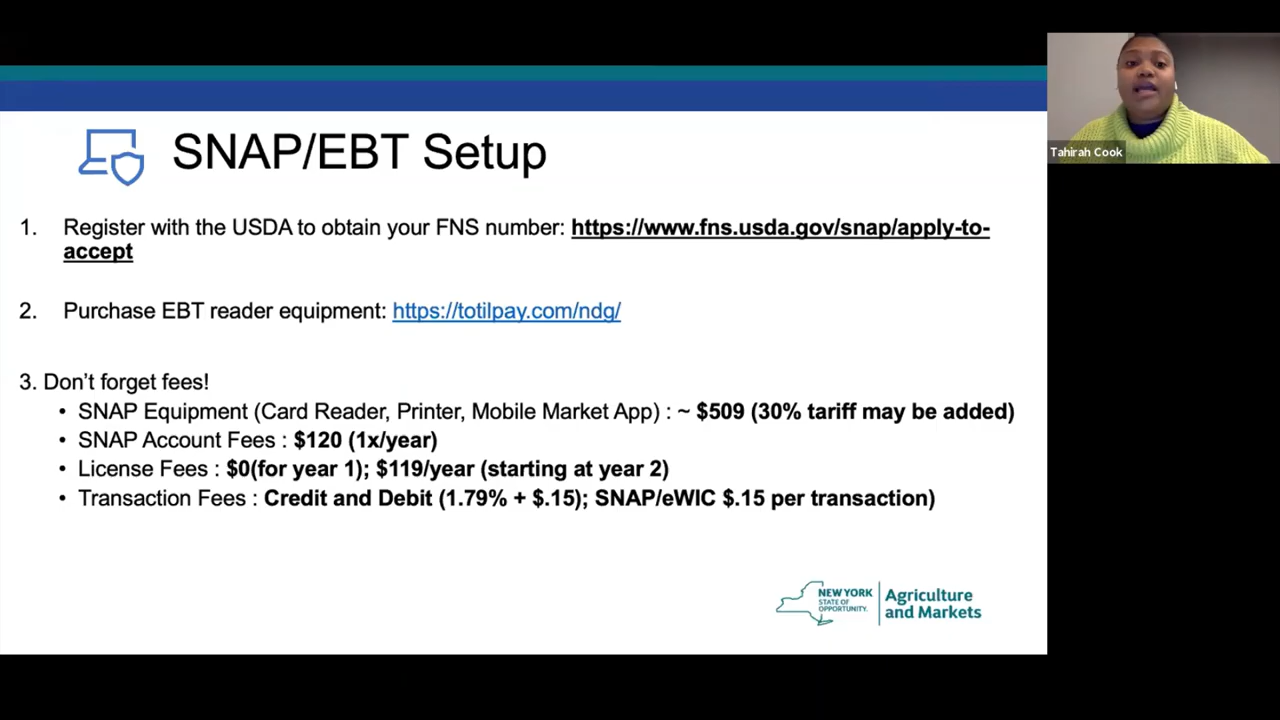 SNAP/EBT Setup
1. Register with the USDA to obtain your FNS number: https://www.fns.usda.gov/snap/apply-to-
accept
2. Purchase EBT reader equipment: https://totilpay.com/ndg/
3. Don't forget fees!
• SNAP Equipment (Card Reader, Printer, Mobile Market App) : ~ $509 (30% tariff may be added)
• SNAP Account Fees : $120 (1x/year)
• License Fees : $0(for year 1); $119/year (starting at year 2)
• Transaction Fees : Credit and Debit (1.79% + $.15); SNAP/eWIC $.15 per transaction)
NEW YORK
STATE OF
OPPORTUNITY.
Agriculture
and Markets
Tahirah Cook